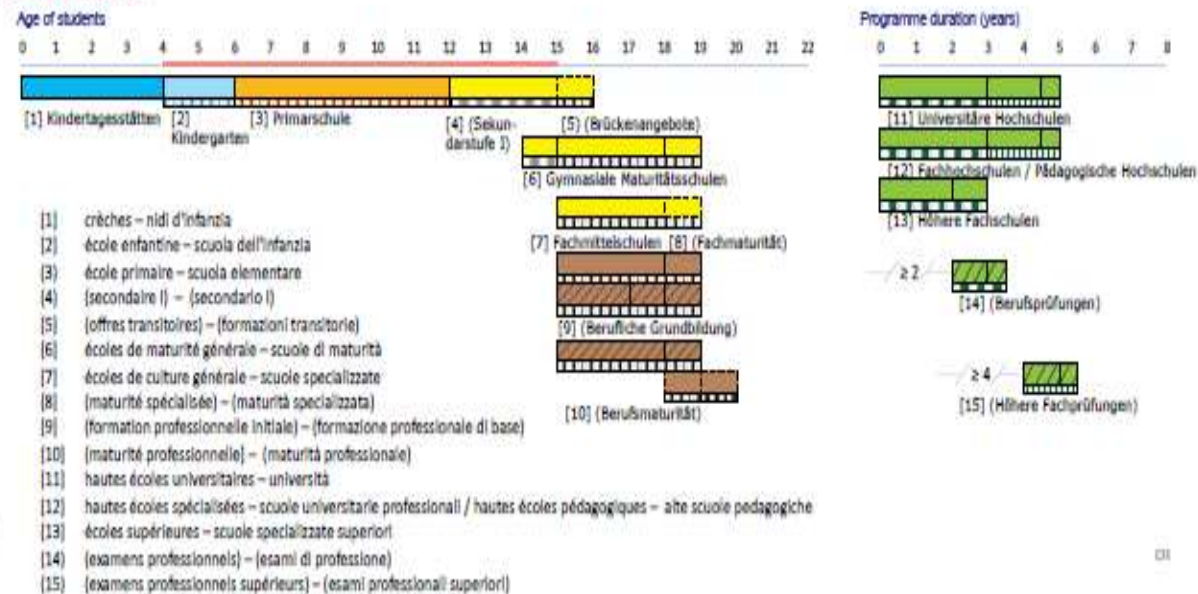 Age of students
Programme duration (years)
0 1 2 3 4 5 6 7 8 9 10 11 12 13 14 15 16 17 18 19 20 21 22
0 1 2 3 4 5 6 7 8
[1] Kindertagesstätten
[2] Kindergarten
[3] Primarschule
[4] (Sekun-
darstufe I)
[5] (Brückenangebote)
[6] Gymnasiale Maturitätsschulen
[7] Fachmittelschulen [8] (Fachmaturität)
[9] (Berufliche Grundbildung)
[10] (Berufsmaturität)
[11] Universitäre Hochschulen
[12] Fachhochschulen / Pädagogische Hochschulen
[13] Höhere Fachschulen
≥ 2
[14] (Berufsprüfungen)
≥ 4
[15] (Höhere Fachprüfungen)
[1] crèches – nidi d'infanzia
[2] école enfantine – scuola dell'infanzia
(3) école primaire – scuola elementare
(4) (secondaire I) – (secondario I)
[5] (offres transitoires) – (formazioni transitorie)
[6] écoles de maturité générale – scuole di maturità
[7] écoles de culture générale – scuole specializzate
[8] (maturité spécialisée) – (maturità specializzata)
[9] (formation professionnelle initiale) – (formazione professionale di base)
[10] (maturité professionnelle) – (maturità professionale)
[11] hautes écoles universitaires – università
[12] hautes écoles spécialisées – scuole universitarie professionali / hautes écoles pédagogiques – alte scuole pedagogiche
[13] écoles supérieures – scuole specializzate superiori
(14) (examens professionnels) – (esami di professione)
(15) (examens professionnels supérieurs) – (esami professionali superiori)